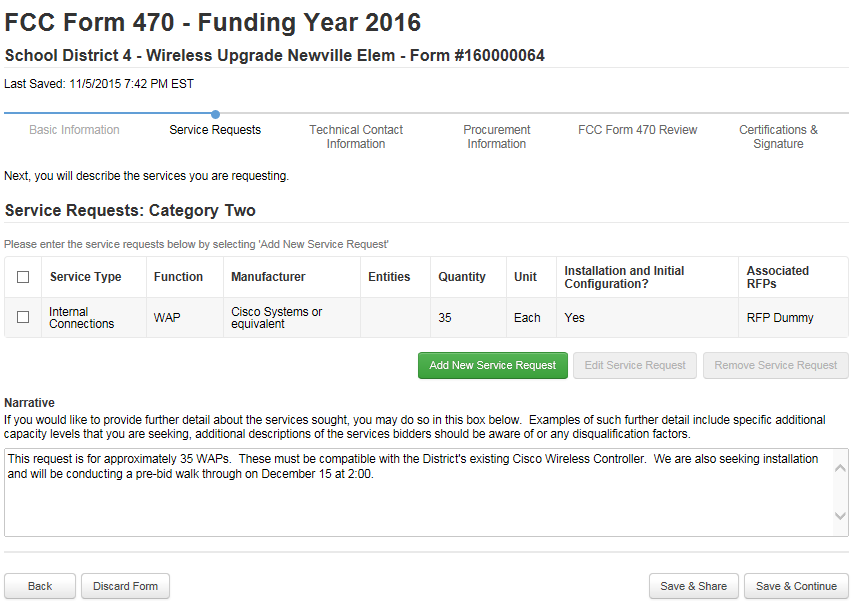 FCC Form 470 - Funding Year 2016
School District 4 - Wireless Upgrade Newville Elem - Form #160000064
Last Saved: 11/5/2015 7:42 PM EST
Basic Information
Service Requests
Technical Contact
Information
Procurement
Information
FCC Form 470 Review
Certifications &
Signature
Next, you will describe the services you are requesting.
Service Requests: Category Two
Please enter the service requests below by selecting 'Add New Service Request'
Service Type
Function
Manufacturer
Entities
Quantity
Unit
Installation and Initial
Configuration?
Associated
RFPs
Internal
Connections
WAP
Cisco Systems or
equivalent
35
Each
Yes
RFP Dummy
Add New Service Request
Edit Service Request
Remove Service Request
Narrative
If you would like to provide further detail about the services sought, you may do so in this box below.  Examples of such further detail include specific additional
capacity levels that you are seeking, additional descriptions of the services bidders should be aware of or any disqualification factors.
This request is for approximately 35 WAPs.  These must be compatible with the District's existing Cisco Wireless Controller.  We are also seeking installation
and will be conducting a pre-bid walk through on December 15 at 2:00.
Back
Discard Form
Save & Share
Save & Continue